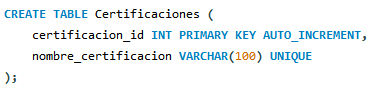 CREATE TABLE Certificaciones (
    certificacion_id INT PRIMARY KEY AUTO_INCREMENT,
    nombre_certificacion VARCHAR(100) UNIQUE
);